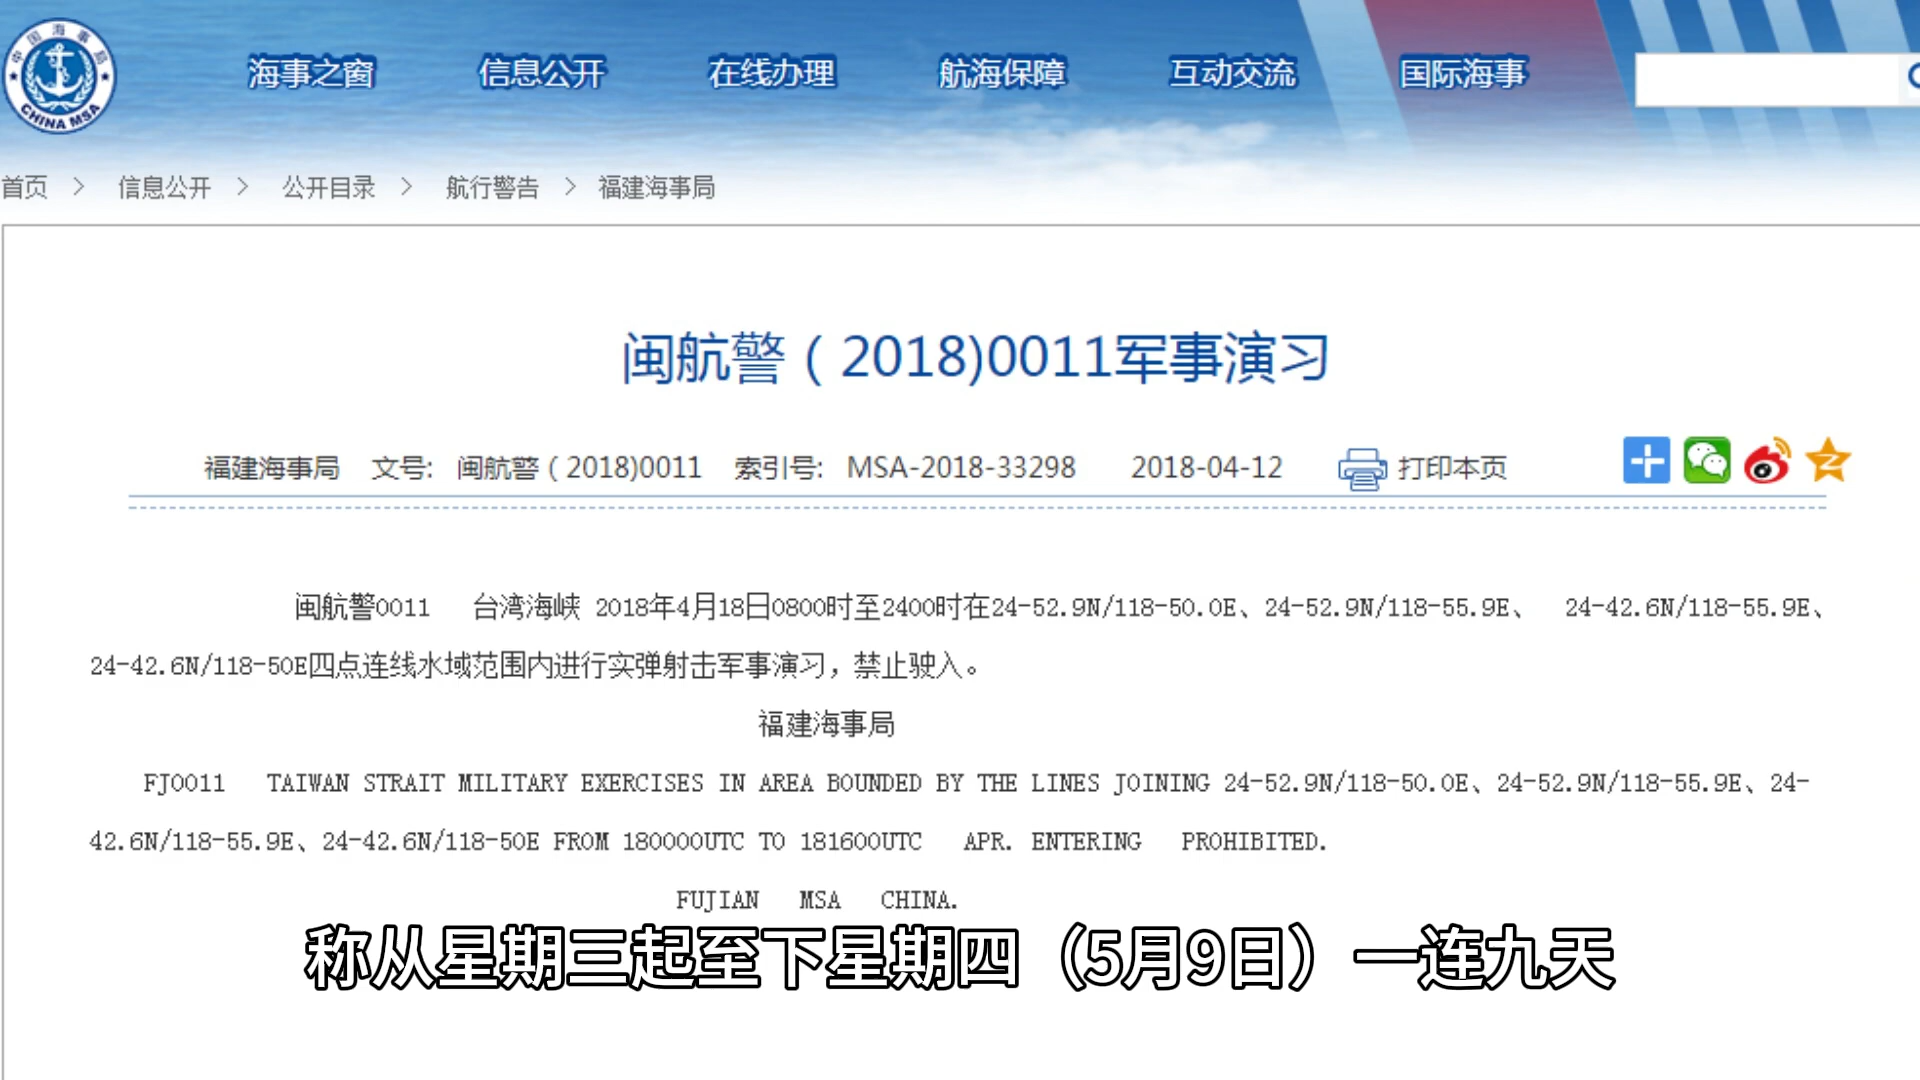 中国海事局
CHINA MSA
海事之窗 信息公开 在线办理 航海保障 互动交流 国际海事
首页 > 信息公开 > 公开目录 > 航行警告 > 福建海事局
闽航警（2018)0011军事演习
福建海事局 文号: 闽航警（2018)0011 索引号: MSA-2018-33298 2018-04-12 打印本页
闽航警0011 台湾海峡 2018年4月18日0800时至2400时在24-52.9N/118-50.0E、24-52.9N/118-55.9E、 24-42.6N/118-55.9E、
24-42.6N/118-50E四点连线水域范围内进行实弹射击军事演习，禁止驶入。
福建海事局
FJ0011 TAIWAN STRAIT MILITARY EXERCISES IN AREA BOUNDED BY THE LINES JOINING 24-52.9N/118-50.0E、24-52.9N/118-55.9E、24-
42.6N/118-55.9E、24-42.6N/118-50E FROM 180000UTC TO 181600UTC APR. ENTERING PROHIBITED.
FUJIAN MSA CHINA.
称从星期三起至下星期四（5月9日）一连九天